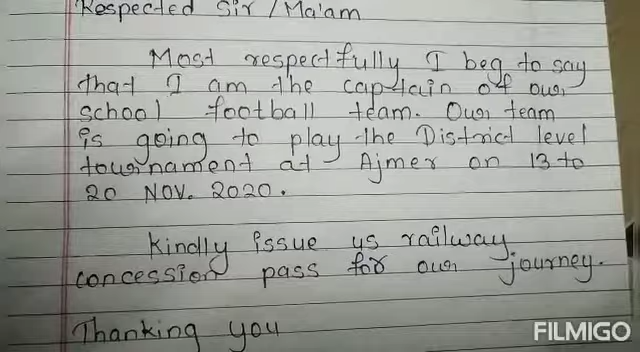 Respected Sir / Ma'am
Most respectfully I beg to say
that I am the captain of our
school football team. Our team
is going to play the District level
tournament at Ajmer on 13 to
20 NOV. 2020.
Kindly issue us railway
concession pass for our journey.
Thanking you
FILMIGO